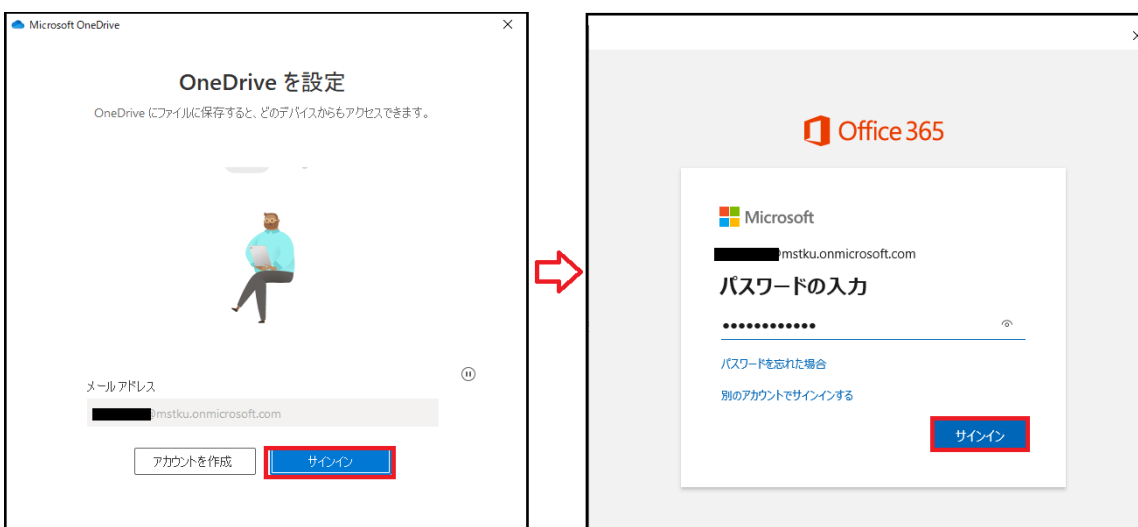 Microsoft OneDrive
OneDrive を設定
OneDrive にファイルに保存すると、どのデバイスからもアクセスできます。
メール アドレス
@mstku.onmicrosoft.com
アカウントを作成
サインイン
Office 365
Microsoft
@mstku.onmicrosoft.com
パスワードの入力
パスワードを忘れた場合
別のアカウントでサインインする
サインイン